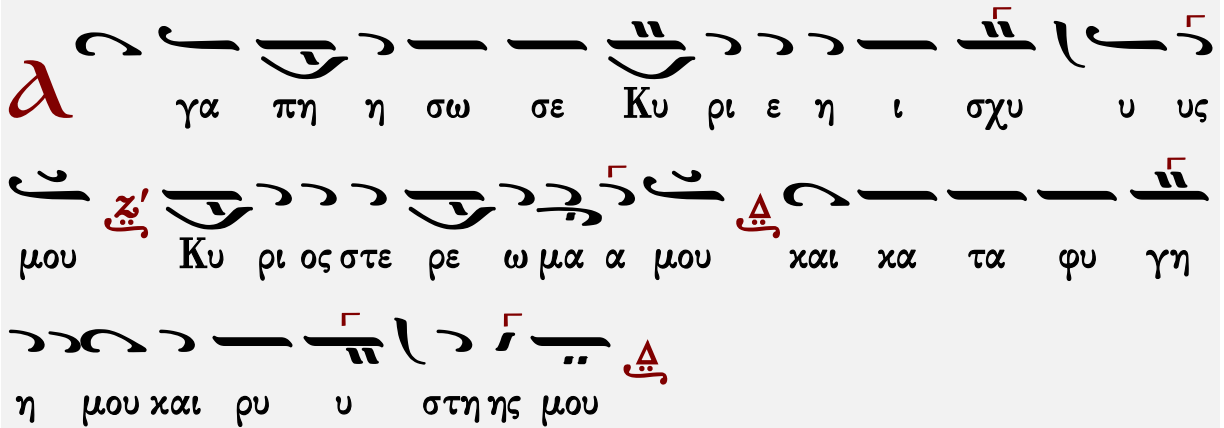 α γα πη η σω σε Κυ ρι ε η ι σχυ υ υς
μου ζ' Κυ ρι ος στε ρε ω μα α μου Δ και κα τα φυ γη
η μου και ρυ υ στη ης μου Δ